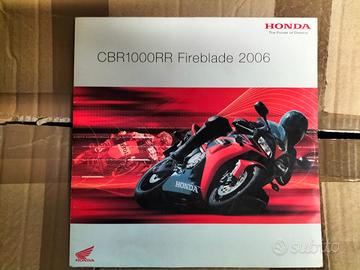 HONDA
The Power of Dreams
CBR1000RR Fireblade 2006
HONDA
HONDA
subito